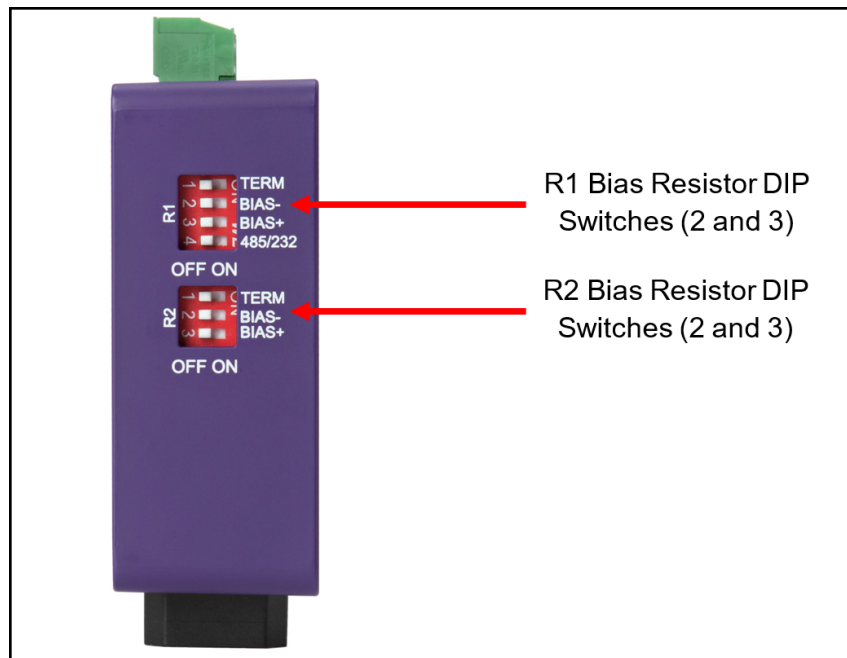 R1
1 TERM
2 BIAS-
3 BIAS+
4 485/232
OFF ON
R1 Bias Resistor DIP
Switches (2 and 3)
R2
1 TERM
2 BIAS-
3 BIAS+
OFF ON
R2 Bias Resistor DIP
Switches (2 and 3)